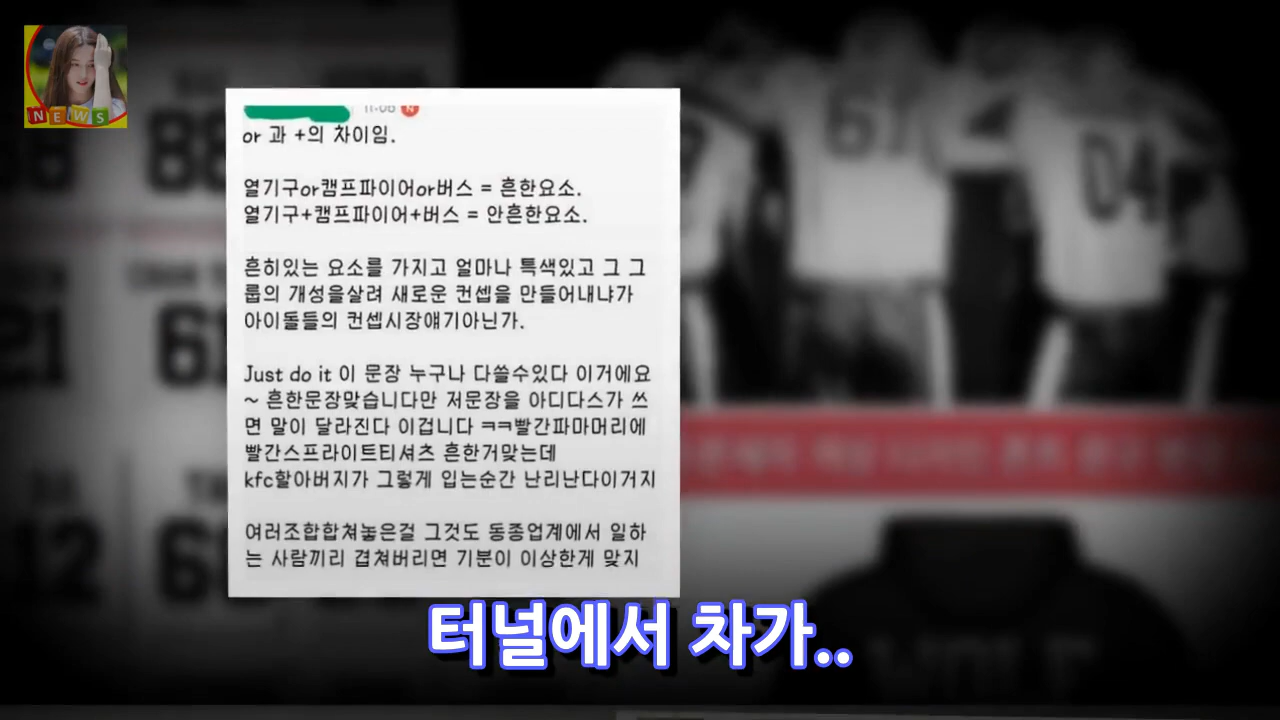 NEWS
11:06 N
or 과 +의 차이임.
열기구or캠프파이어or버스 = 흔한요소.
열기구+캠프파이어+버스 = 안흔한요소.
흔히있는 요소를 가지고 얼마나 특색있고 그 그
룹의 개성을살려 새로운 컨셉을 만들어내냐가
아이돌들의 컨셉시장얘기아닌가.
Just do it 이 문장 누구나 다쓸수있다 이거에요
~ 흔한문장맞습니다만 저문장을 아디다스가 쓰
면 말이 달라진다 이겁니다 ㅋㅋ빨간파마머리에
빨간스프라이트티셔츠 흔한거맞는데
kfc할아버지가 그렇게 입는순간 난리난다이거지
여러조합합쳐놓은걸 그것도 동종업계에서 일하
는 사람끼리 겹쳐버리면 기분이 이상한게 맞지
88
61
04
21
61
12
터널에서 차가..